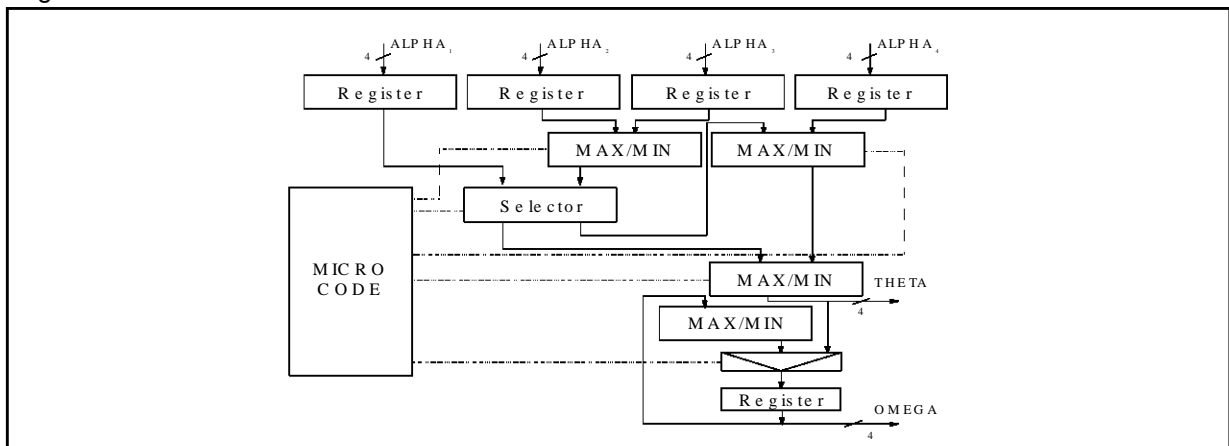 4 ALPHA₁ 4 ALPHA₂ 4 ALPHA₃ 4 ALPHA₄
Register Register Register Register
MAX/MIN MAX/MIN
Selector
MICRO
CODE
MAX/MIN
THETA
4
MAX/MIN
Register
OMEGA
4